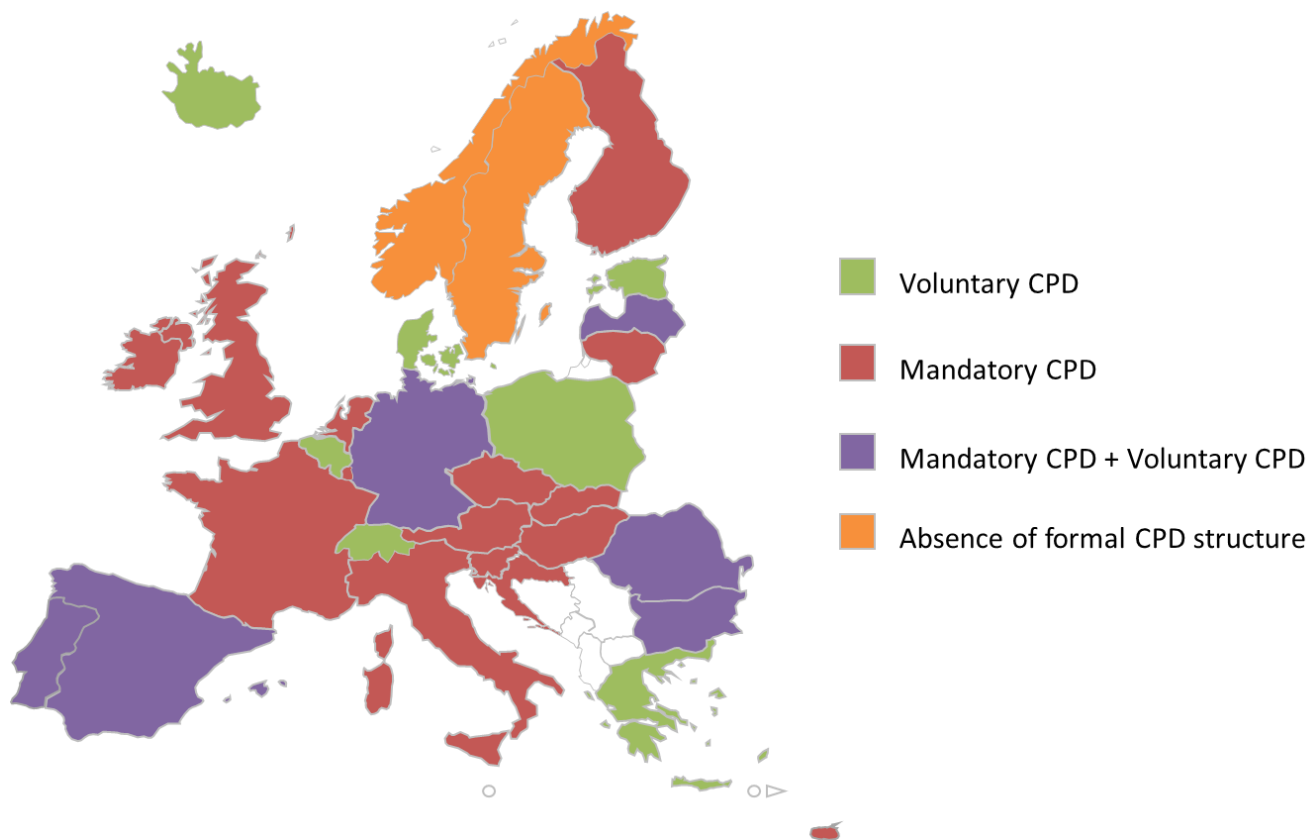 Voluntary CPD
Mandatory CPD
Mandatory CPD + Voluntary CPD
Absence of formal CPD structure